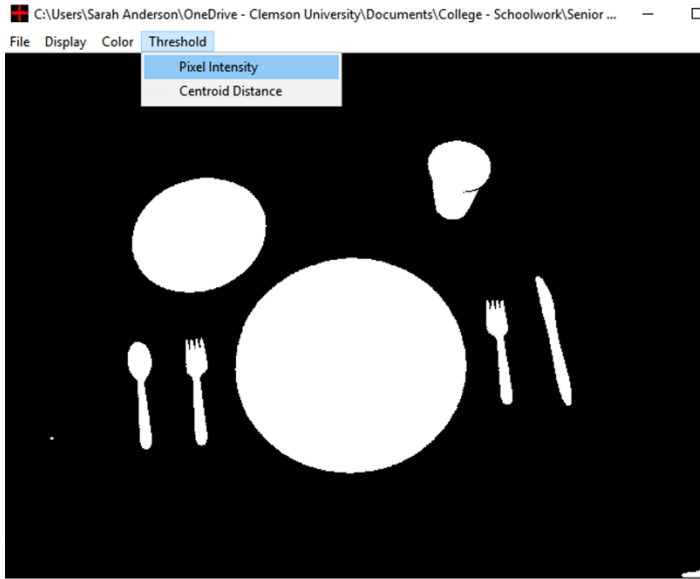 C:\Users\Sarah Anderson\OneDrive - Clemson University\Documents\College - Schoolwork\Senior ...
File Display Color Threshold
Pixel Intensity
Centroid Distance